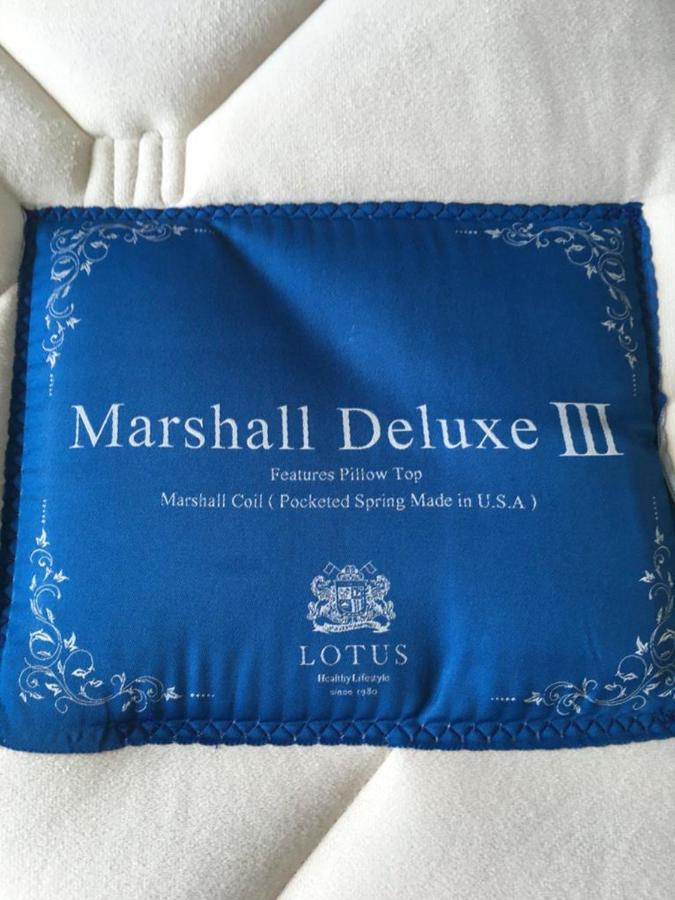 Marshall Deluxe III
Features Pillow Top
Marshall Coil ( Pocketed Spring Made in U.S.A )
LOTUS
Healthy Lifestyle
since 1980